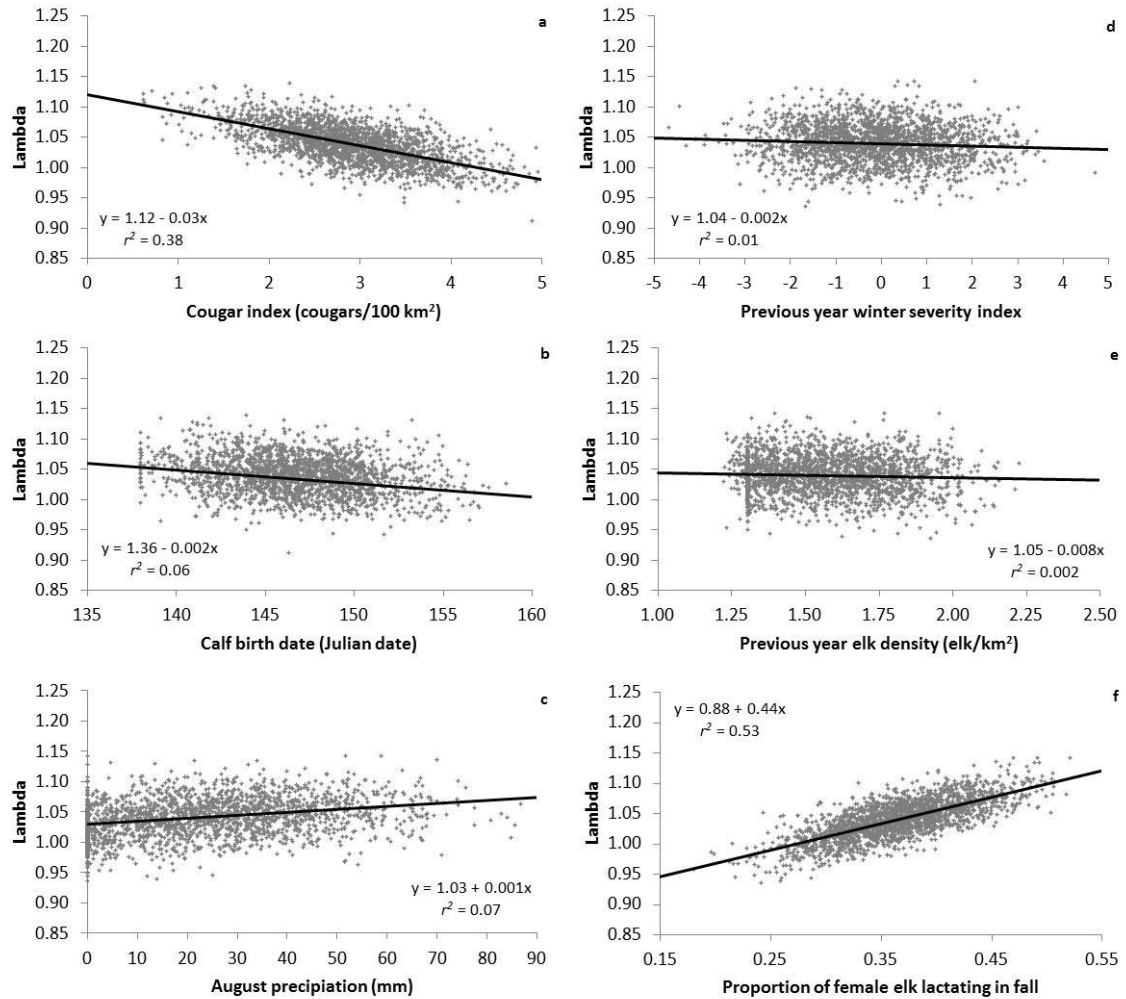 a
1.25
1.20
1.15
1.10
1.05
1.00
0.95
0.90
0.85
Lambda
y = 1.12 - 0.03x
r² = 0.38
0 1 2 3 4 5
Cougar index (cougars/100 km²)
b
1.25
1.20
1.15
1.10
1.05
1.00
0.95
0.90
0.85
Lambda
y = 1.36 - 0.002x
r² = 0.06
135 140 145 150 155 160
Calf birth date (Julian date)
c
1.25
1.20
1.15
1.10
1.05
1.00
0.95
0.90
0.85
Lambda
y = 1.03 + 0.001x
r² = 0.07
0 10 20 30 40 50 60 70 80 90
August precipiation (mm)
d
1.25
1.20
1.15
1.10
1.05
1.00
0.95
0.90
0.85
Lambda
y = 1.04 - 0.002x
r² = 0.01
-5 -4 -3 -2 -1 0 1 2 3 4 5
Previous year winter severity index
e
1.25
1.20
1.15
1.10
1.05
1.00
0.95
0.90
0.85
Lambda
y = 1.05 - 0.008x
r² = 0.002
1.00 1.25 1.50 1.75 2.00 2.25 2.50
Previous year elk density (elk/km²)
f
1.25
1.20
1.15
1.10
1.05
1.00
0.95
0.90
0.85
Lambda
y = 0.88 + 0.44x
r² = 0.53
0.15 0.25 0.35 0.45 0.55
Proportion of female elk lactating in fall